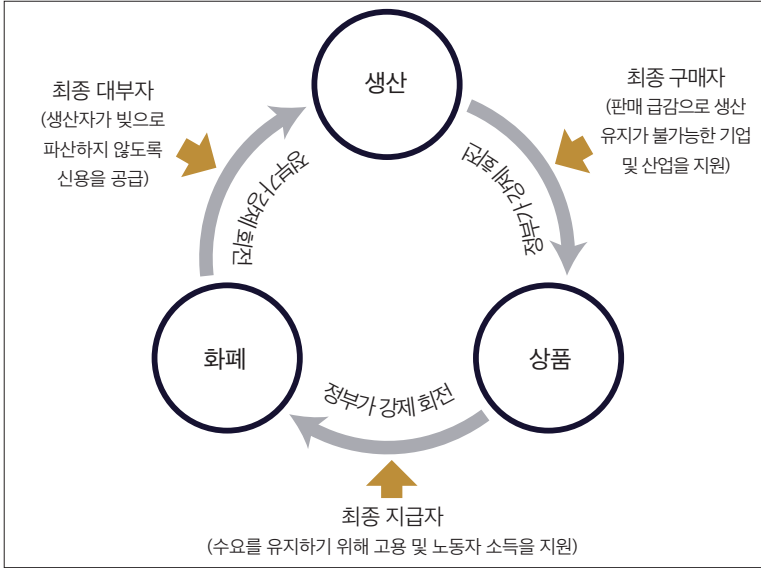 생산
최종 대부자
(생산자가 빚으로
파산하지 않도록
신용을 공급)
최종 구매자
(판매 급감으로 생산
유지가 불가능한 기업
및 산업을 지원)
정부가 강제 회전
정부가 강제 회전
화폐
상품
정부가 강제 회전
최종 지급자
(수요를 유지하기 위해 고용 및 노동자 소득을 지원)